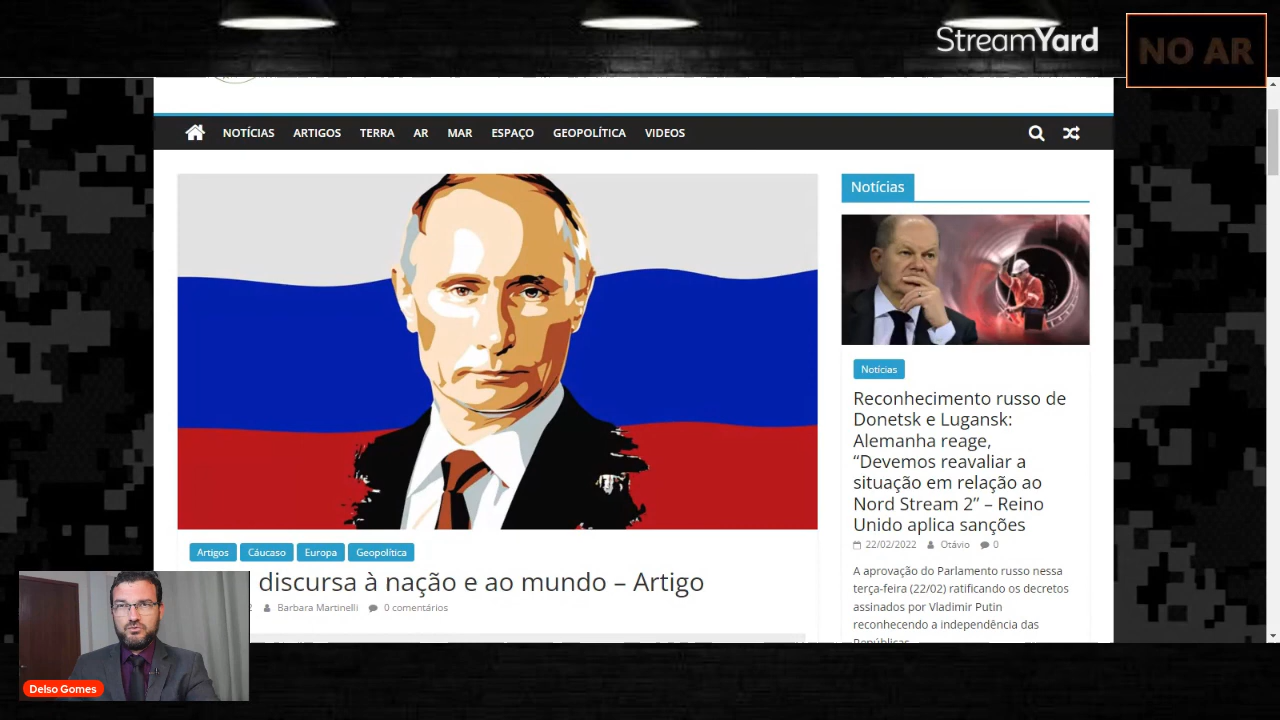 StreamYard
NO AR
NOTÍCIAS ARTIGOS TERRA AR MAR ESPAÇO GEOPOLÍTICA VIDEOS
Artigos Cáucaso Europa Geopolítica
discursa à nação e ao mundo – Artigo
2 Barbara Martinelli 0 comentários
Notícias
Notícias
Reconhecimento russo de
Donetsk e Lugansk:
Alemanha reage,
“Devemos reavaliar a
situação em relação ao
Nord Stream 2” – Reino
Unido aplica sanções
22/02/2022 Otávio 0
A aprovação do Parlamento russo nessa
terça-feira (22/02) ratificando os decretos
assinados por Vladimir Putin
reconhecendo a independência das
Repúblicas
Delso Gomes